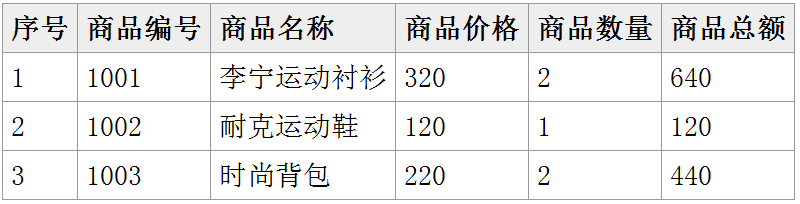 序号 商品编号 商品名称 商品价格 商品数量 商品总额
1 1001 李宁运动衬衫 320 2 640
2 1002 耐克运动鞋 120 1 120
3 1003 时尚背包 220 2 440